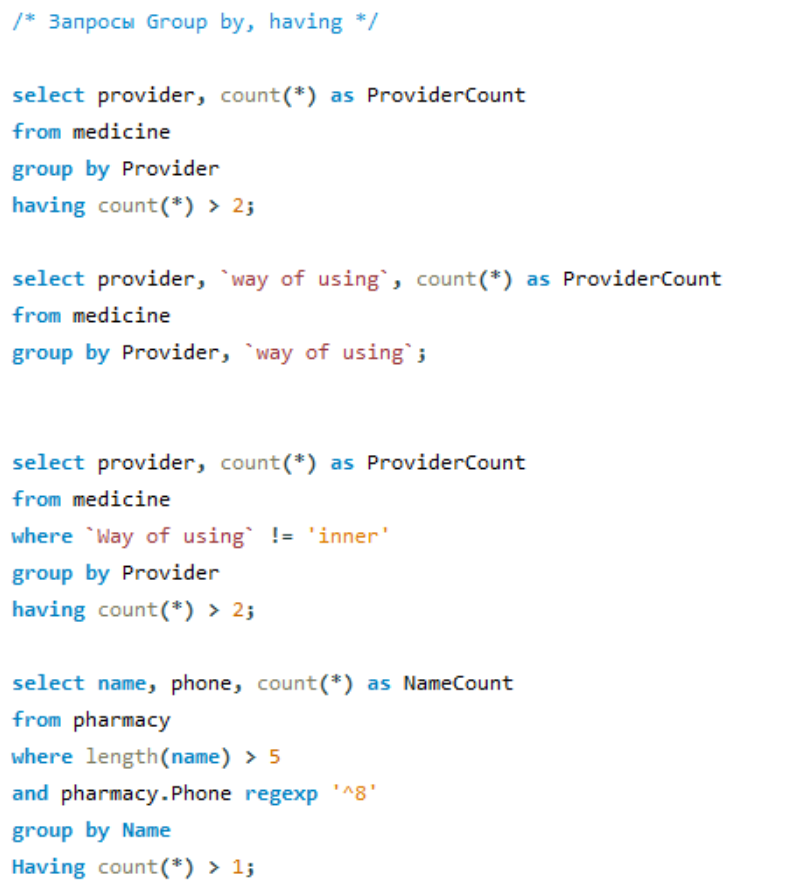 /* Запросы Group by, having */
select provider, count(*) as ProviderCount
from medicine
group by Provider
having count(*) > 2;
select provider, `way of using`, count(*) as ProviderCount
from medicine
group by Provider, `way of using`;
select provider, count(*) as ProviderCount
from medicine
where `Way of using` != 'inner'
group by Provider
having count(*) > 2;
select name, phone, count(*) as NameCount
from pharmacy
where length(name) > 5
and pharmacy.Phone regexp '^8'
group by Name
Having count(*) > 1;